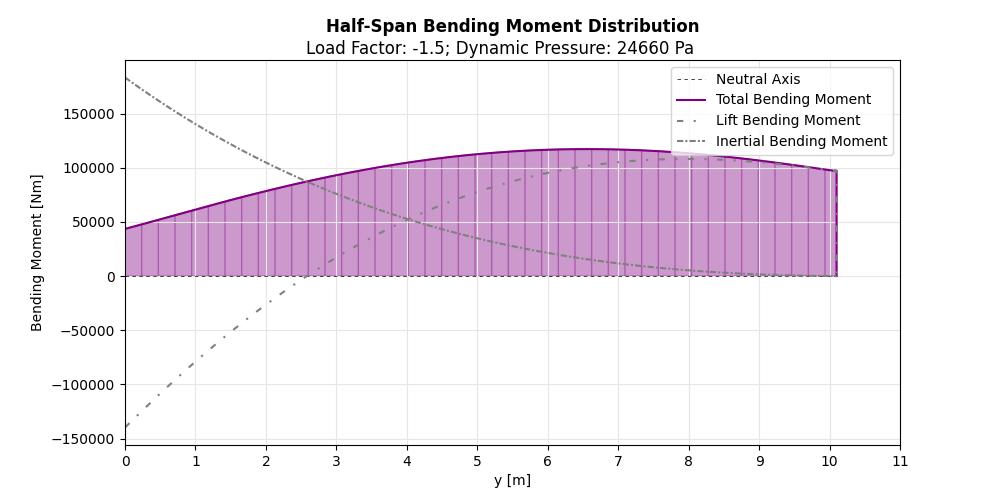 Half-Span Bending Moment Distribution
Load Factor: -1.5; Dynamic Pressure: 24660 Pa
Neutral Axis
Total Bending Moment
Lift Bending Moment
Inertial Bending Moment
Bending Moment [Nm]
150000
100000
50000
0
−50000
−100000
−150000
0 1 2 3 4 5 6 7 8 9 10 11
y [m]